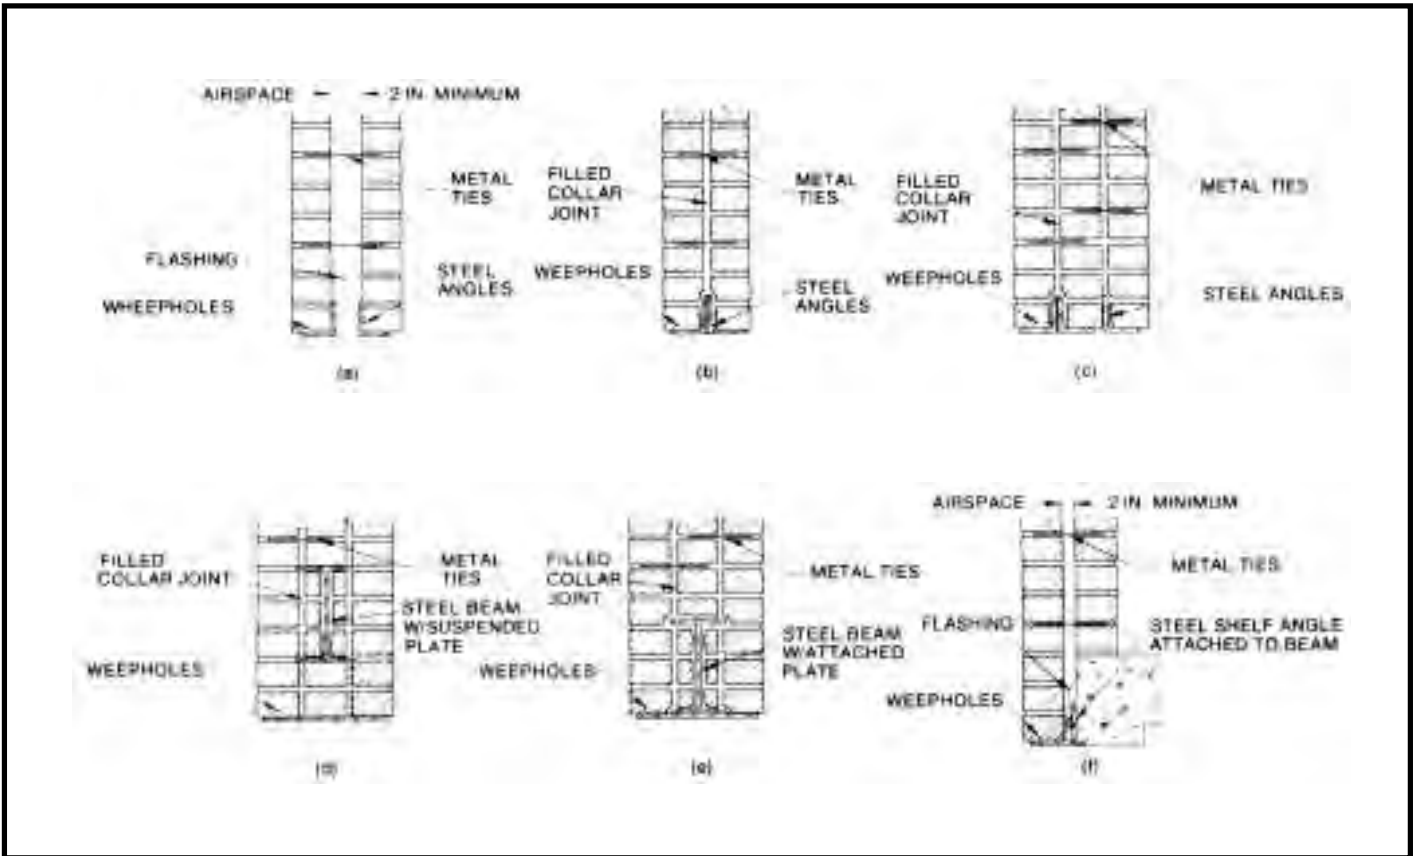 AIRSPACE
2 IN. MINIMUM
METAL
TIES
FLASHING
STEEL
ANGLES
WHEEPHOLES
(a)
FILLED
COLLAR
JOINT
METAL
TIES
WEEPHOLES
STEEL
ANGLES
(b)
FILLED
COLLAR
JOINT
METAL TIES
WEEPHOLES
STEEL ANGLES
(c)
FILLED
COLLAR JOINT
METAL
TIES
STEEL BEAM
W/SUSPENDED
PLATE
WEEPHOLES
(d)
FILLED
COLLAR
JOINT
METAL TIES
STEEL BEAM
W/ATTACHED
PLATE
WEEPHOLES
(e)
AIRSPACE
2 IN MINIMUM
METAL TIES
FLASHING
STEEL SHELF ANGLE
ATTACHED TO BEAM
WEEPHOLES
(f)